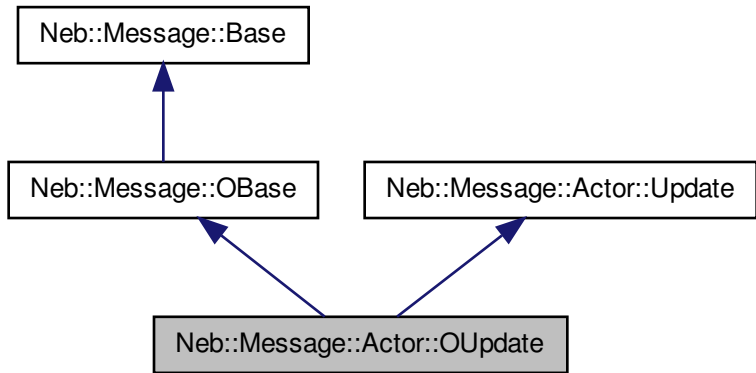 Neb::Message::Base
Neb::Message::OBase
Neb::Message::Actor::Update
Neb::Message::Actor::OUpdate